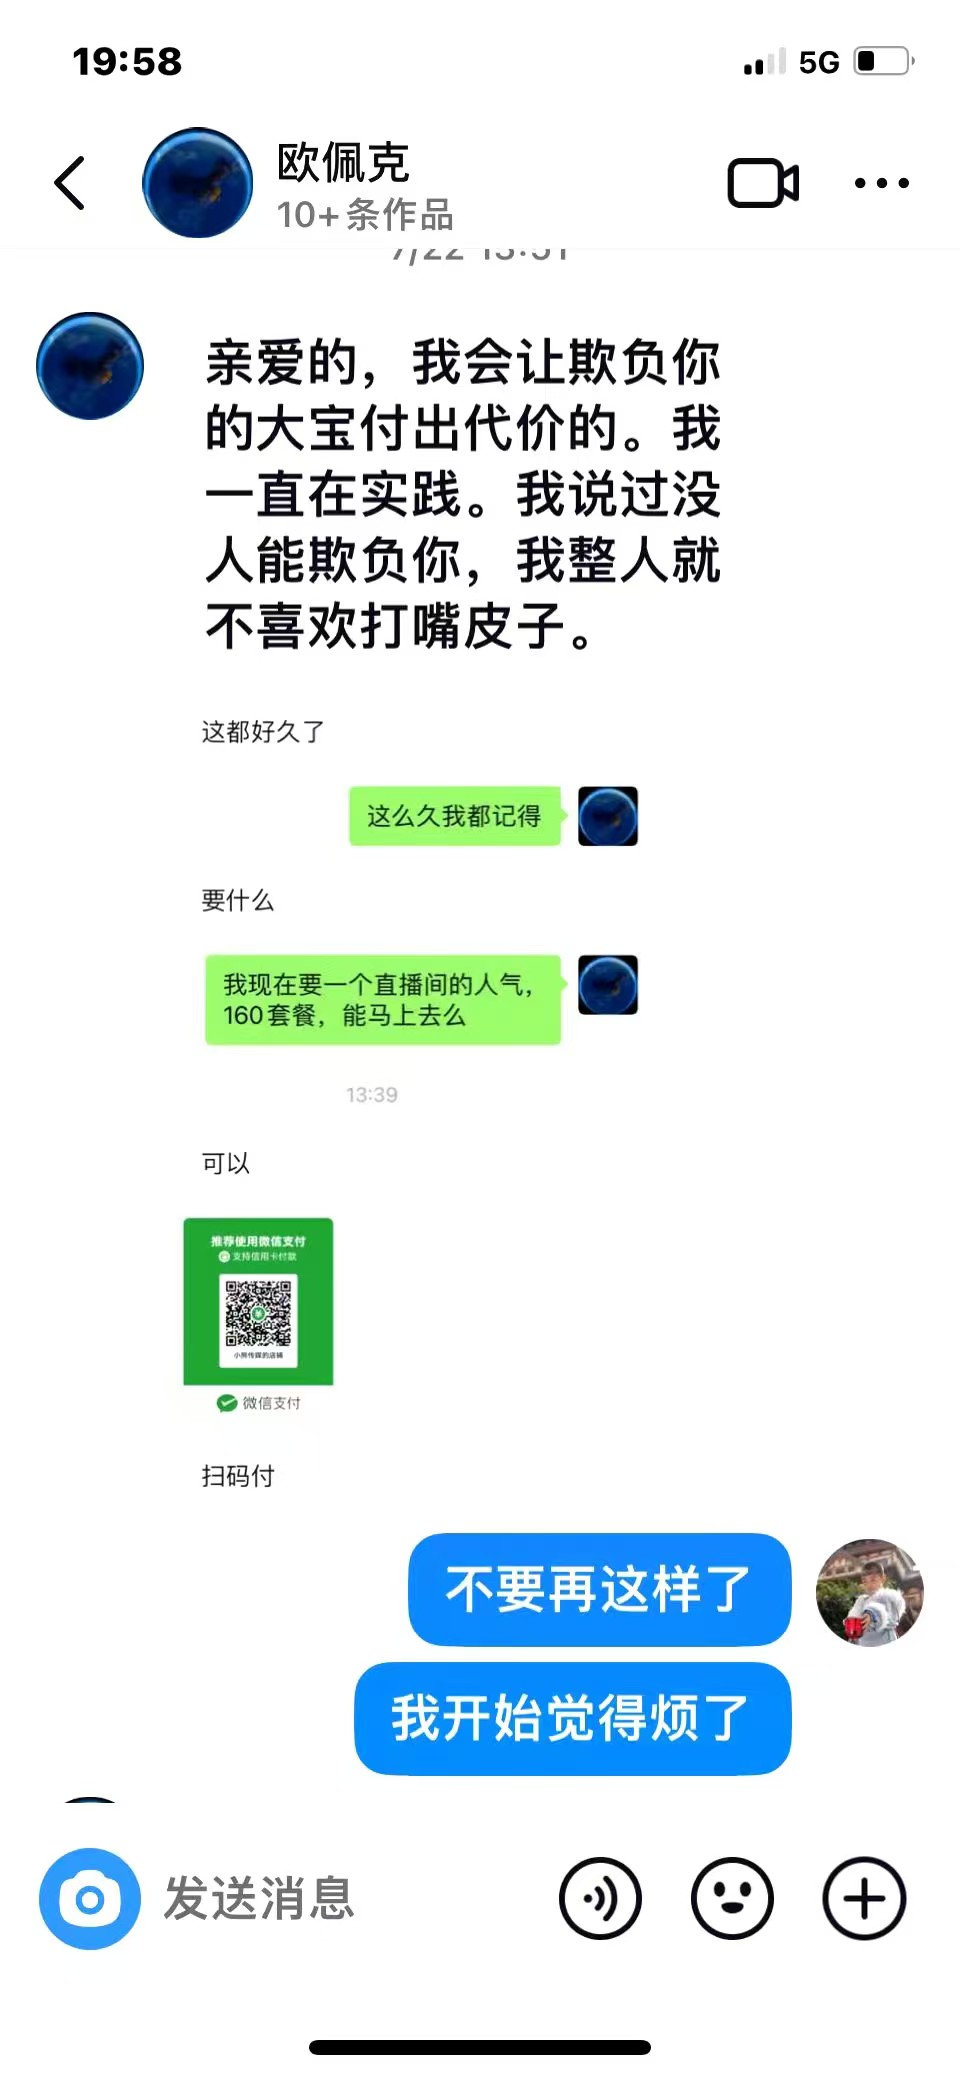 19:58
5G
欧佩克
10+条作品
7/22 13:51
亲爱的，我会让欺负你
的大宝付出代价的。我
一直在实践。我说过没
人能欺负你，我整人就
不喜欢打嘴皮子。
这都好久了
这么久我都记得
要什么
我现在要一个直播间的人气，
160套餐，能马上去么
13:39
可以
推荐使用微信支付
支持信用卡付款
小熊传媒的店铺
微信支付
扫码付
不要再这样了
我开始觉得烦了
发送消息